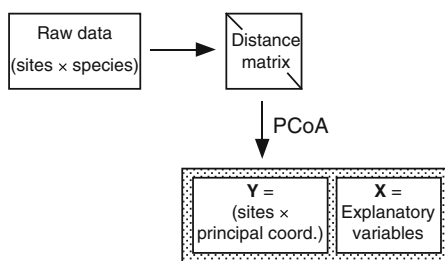 Raw data
(sites × species)
Distance
matrix
PCoA
Y =
(sites ×
principal coord.)
X =
Explanatory
variables